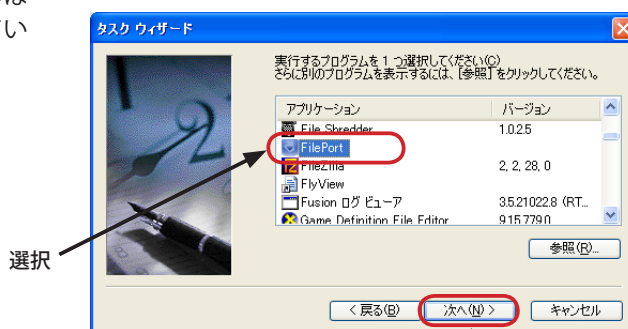 い
タスク ウィザード
実行するプログラムを 1 つ選択してください(C)
さらに別のプログラムを表示するには、[参照] をクリックしてください。
アプリケーション バージョン
File Shredder 1.0.2.5
FilePort
FileZilla 2, 2, 28, 0
FlyView
Fusion ログ ビューア 3.5.21022.8 (RT...
Game Definition File Editor 9.15.779.0
選択
参照(R)...
< 戻る(B) 次へ(N) > キャンセル